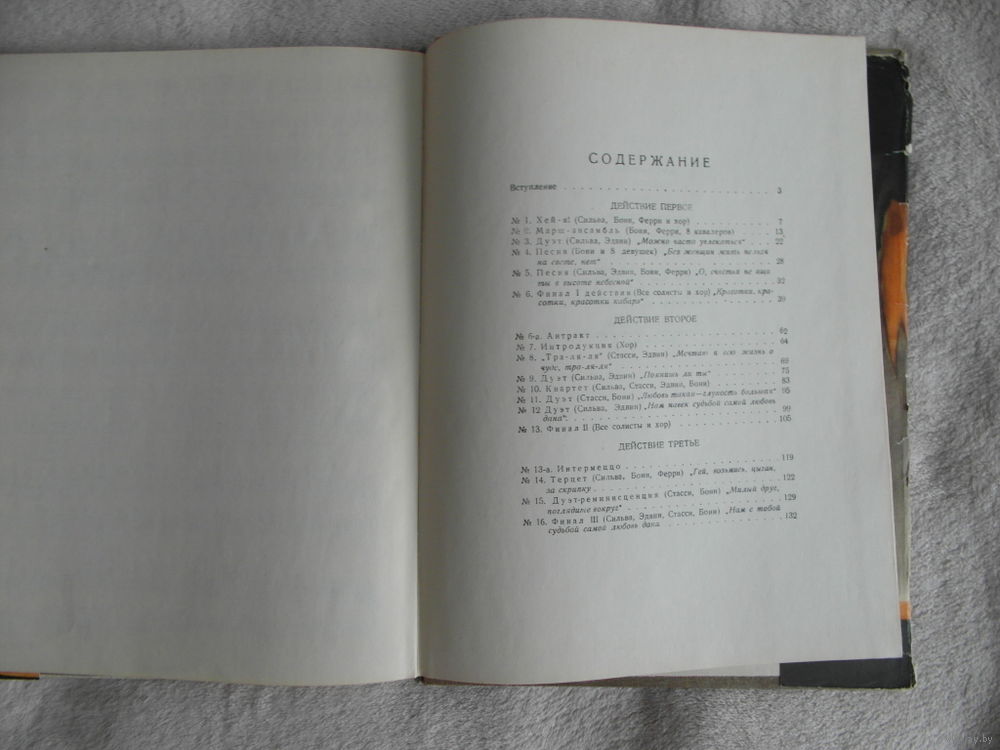 СОДЕРЖАНИЕ
Вступление . . . . . . . . . . . . . . . . . . . . 3
ДЕЙСТВИЕ ПЕРВОЕ
№ 1. Хей-я! (Сильва, Бони, Ферри и хор) . . . . . . . . 7
№ 2. Марш-ансамбль (Бони, Ферри, 8 кавалеров) . . . . 13
№ 3. Дуэт (Сильва, Эдвин) „Можно часто увлекаться“ . . . 22
№ 4. Песня (Бони и 8 девушек) „Без женщин жить нельзя
на свете, нет“ . . . . . . . . . . . . . . . . 28
№ 5. Песня (Сильва, Эдвин, Бони, Ферри) „О, счастья не ищи
ты в высоте небесной“ . . . . . . . . . . . . . 32
№ 6. Финал I действия (Все солисты и хор) „Красотки, кра-
сотки, красотки кабарэ“ . . . . . . . . . . . . 39
ДЕЙСТВИЕ ВТОРОЕ
№ 6-а. Антракт . . . . . . . . . . . . . . . . . . 62
№ 7. Интродукция (Хор) . . . . . . . . . . . . . . 64
№ 8. „Тра-ля-ля“ (Стасси, Эдвин) „Мечтаю я всю жизнь о
чуде, тра-ля-ля“ . . . . . . . . . . . . . . . 69
№ 9. Дуэт (Сильва, Эдвин) „Помнишь ли ты“ . . . . . . 75
№ 10. Квартет (Сильва, Стасси, Эдвин, Бони) . . . . . . 83
№ 11. Дуэт (Стасси, Бони) „Любовь такая—глупость большая“ 95
№ 12 Дуэт (Сильва, Эдвин) „Нам навек судьбой самой любовь
дана“. . . . . . . . . . . . . . . . . . . . 99
№ 13. Финал II (Все солисты и хор) . . . . . . . . . . 105
ДЕЙСТВИЕ ТРЕТЬЕ
№ 13-а. Интермеццо . . . . . . . . . . . . . . . . 119
№ 14. Терцет (Сильва, Бони, Ферри) „Гей, возьмись, цыган,
за скрипку . . . . . . . . . . . . . . . . . . 122
№ 15. Дуэт-реминисценция (Стасси, Бони) „Милый друг,
поглядите вокруг“ . . . . . . . . . . . . . . . 129
№ 16. Финал III (Сильва, Эдвин, Стасси, Бони) „Нам с тобой
судьбой самой любовь дана . . . . . . . . . . . 132